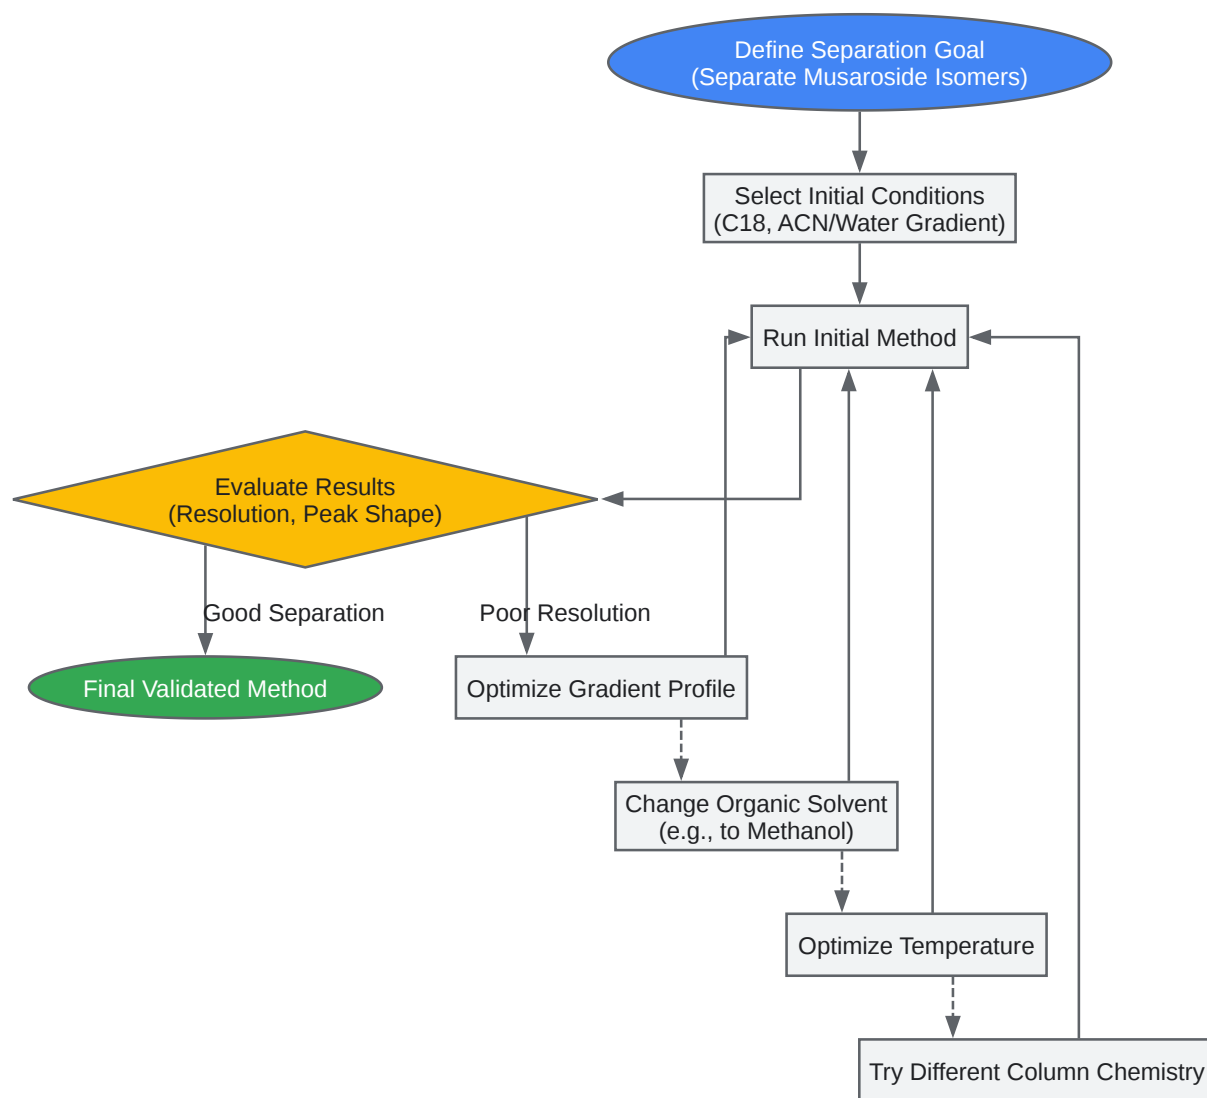 Define Separation Goal
(Separate Musaroside Isomers)
Select Initial Conditions
(C18, ACN/Water Gradient)
Run Initial Method
Evaluate Results
(Resolution, Peak Shape)
Good Separation
Poor Resolution
Final Validated Method
Optimize Gradient Profile
Change Organic Solvent
(e.g., to Methanol)
Optimize Temperature
Try Different Column Chemistry